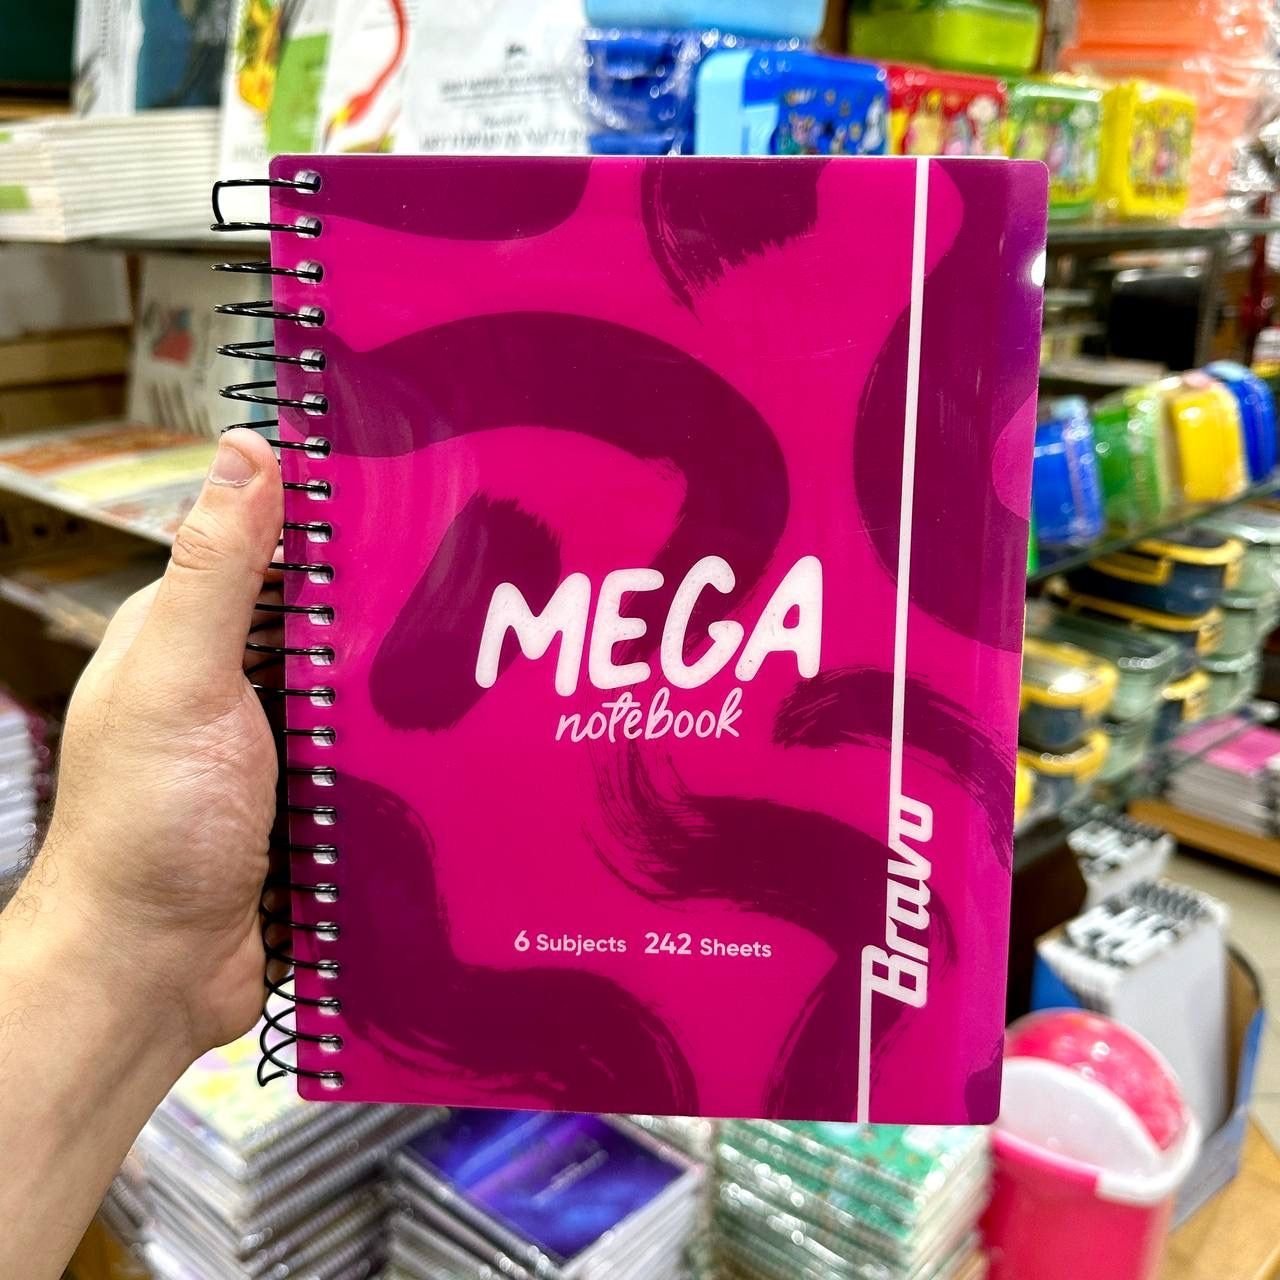 MEGA
notebook
Bravo
6 Subjects 242 Sheets